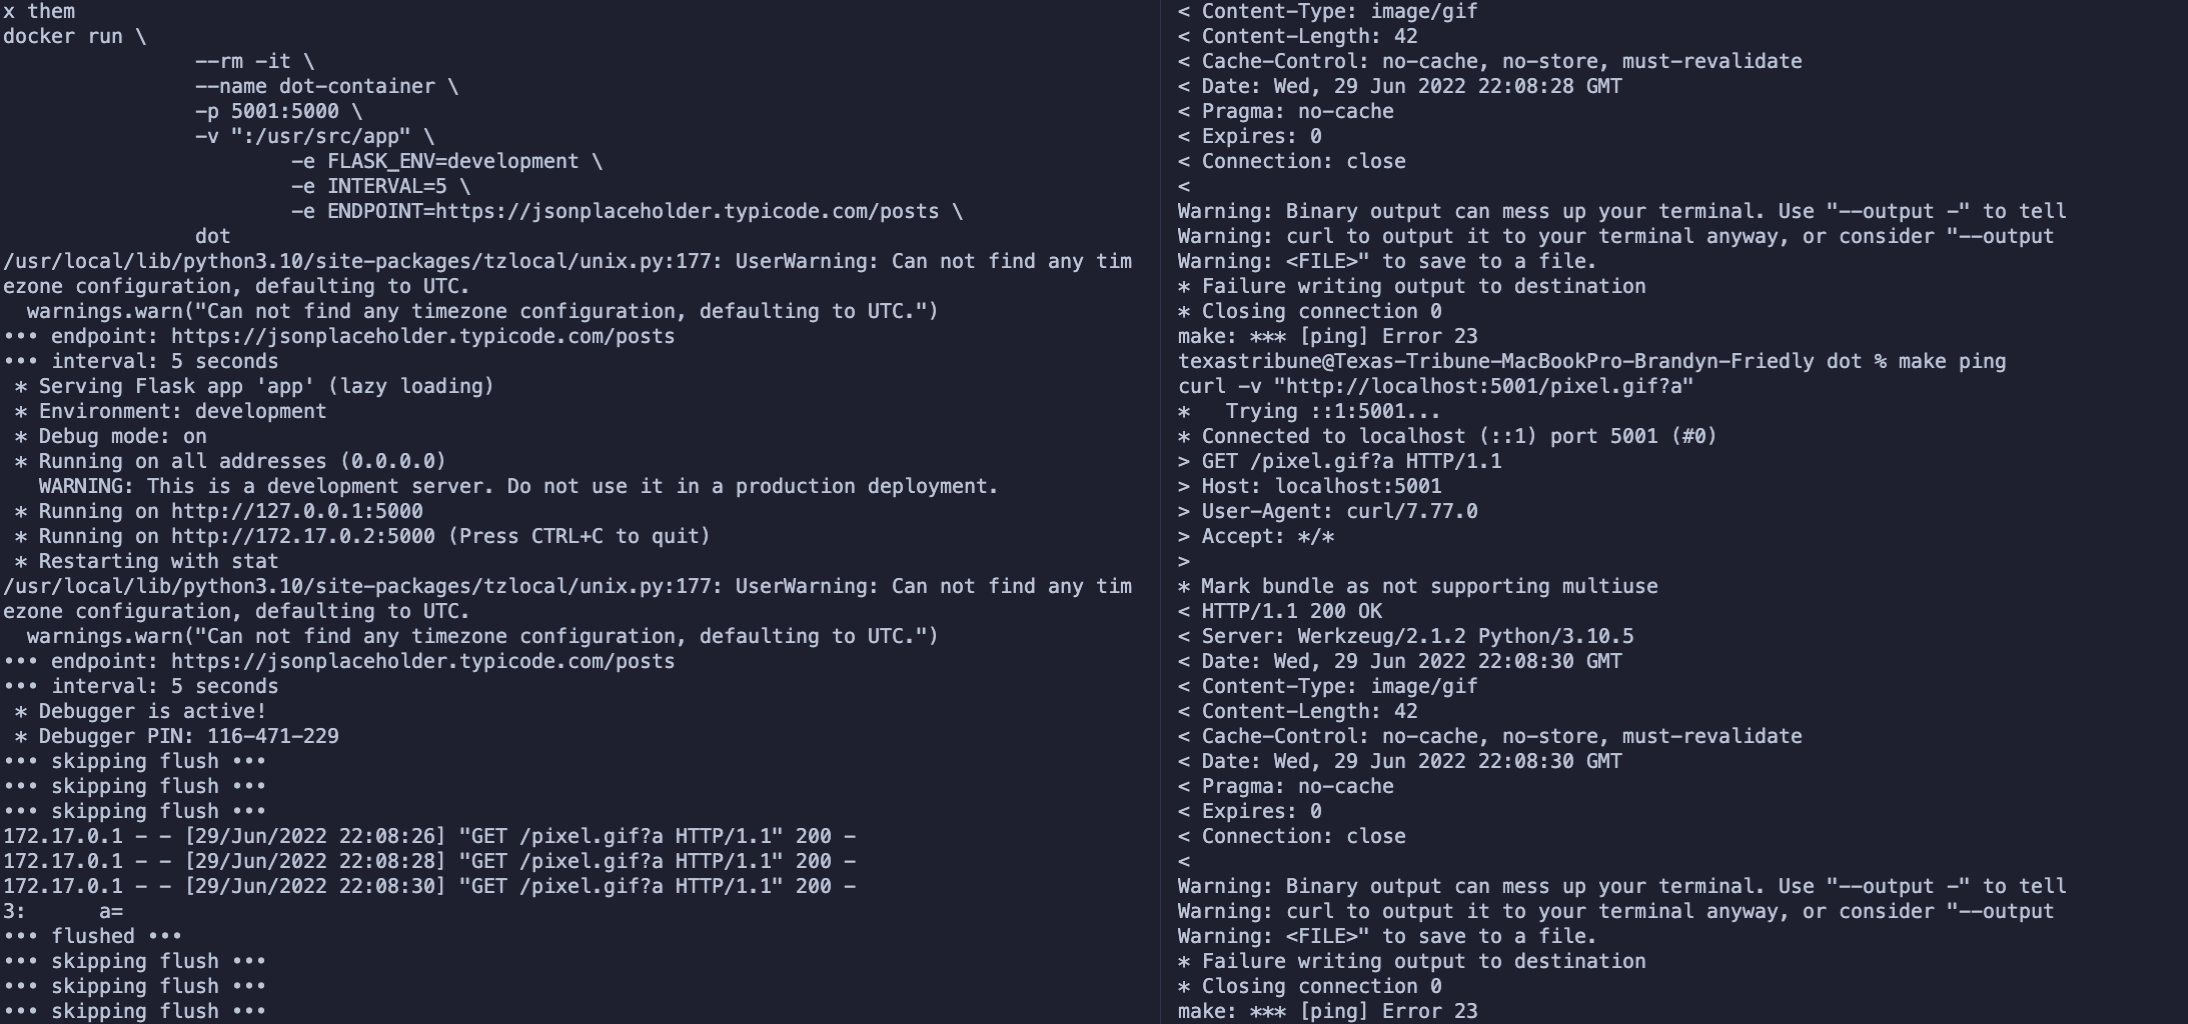 x them
docker run \
--rm -it \
--name dot-container \
-p 5001:5000 \
-v ":/usr/src/app" \
-e FLASK_ENV=development \
-e INTERVAL=5 \
-e ENDPOINT=https://jsonplaceholder.typicode.com/posts \
dot
/usr/local/lib/python3.10/site-packages/tzlocal/unix.py:177: UserWarning: Can not find any tim
ezone configuration, defaulting to UTC.
warnings.warn("Can not find any timezone configuration, defaulting to UTC.")
••• endpoint: https://jsonplaceholder.typicode.com/posts
••• interval: 5 seconds
* Serving Flask app 'app' (lazy loading)
* Environment: development
* Debug mode: on
* Running on all addresses (0.0.0.0)
WARNING: This is a development server. Do not use it in a production deployment.
* Running on http://127.0.0.1:5000
* Running on http://172.17.0.2:5000 (Press CTRL+C to quit)
* Restarting with stat
/usr/local/lib/python3.10/site-packages/tzlocal/unix.py:177: UserWarning: Can not find any tim
ezone configuration, defaulting to UTC.
warnings.warn("Can not find any timezone configuration, defaulting to UTC.")
••• endpoint: https://jsonplaceholder.typicode.com/posts
••• interval: 5 seconds
* Debugger is active!
* Debugger PIN: 116-471-229
••• skipping flush •••
••• skipping flush •••
••• skipping flush •••
172.17.0.1 - - [29/Jun/2022 22:08:26] "GET /pixel.gif?a HTTP/1.1" 200 -
172.17.0.1 - - [29/Jun/2022 22:08:28] "GET /pixel.gif?a HTTP/1.1" 200 -
172.17.0.1 - - [29/Jun/2022 22:08:30] "GET /pixel.gif?a HTTP/1.1" 200 -
3:      a=
••• flushed •••
••• skipping flush •••
••• skipping flush •••
••• skipping flush •••
< Content-Type: image/gif
< Content-Length: 42
< Cache-Control: no-cache, no-store, must-revalidate
< Date: Wed, 29 Jun 2022 22:08:28 GMT
< Pragma: no-cache
< Expires: 0
< Connection: close
<
Warning: Binary output can mess up your terminal. Use "--output -" to tell
Warning: curl to output it to your terminal anyway, or consider "--output
Warning: <FILE>" to save to a file.
* Failure writing output to destination
* Closing connection 0
make: *** [ping] Error 23
texastribune@Texas-Tribune-MacBookPro-Brandyn-Friedly dot % make ping
curl -v "http://localhost:5001/pixel.gif?a"
*   Trying ::1:5001...
* Connected to localhost (::1) port 5001 (#0)
> GET /pixel.gif?a HTTP/1.1
> Host: localhost:5001
> User-Agent: curl/7.77.0
> Accept: */*
>
* Mark bundle as not supporting multiuse
< HTTP/1.1 200 OK
< Server: Werkzeug/2.1.2 Python/3.10.5
< Date: Wed, 29 Jun 2022 22:08:30 GMT
< Content-Type: image/gif
< Content-Length: 42
< Cache-Control: no-cache, no-store, must-revalidate
< Date: Wed, 29 Jun 2022 22:08:30 GMT
< Pragma: no-cache
< Expires: 0
< Connection: close
<
Warning: Binary output can mess up your terminal. Use "--output -" to tell
Warning: curl to output it to your terminal anyway, or consider "--output
Warning: <FILE>" to save to a file.
* Failure writing output to destination
* Closing connection 0
make: *** [ping] Error 23